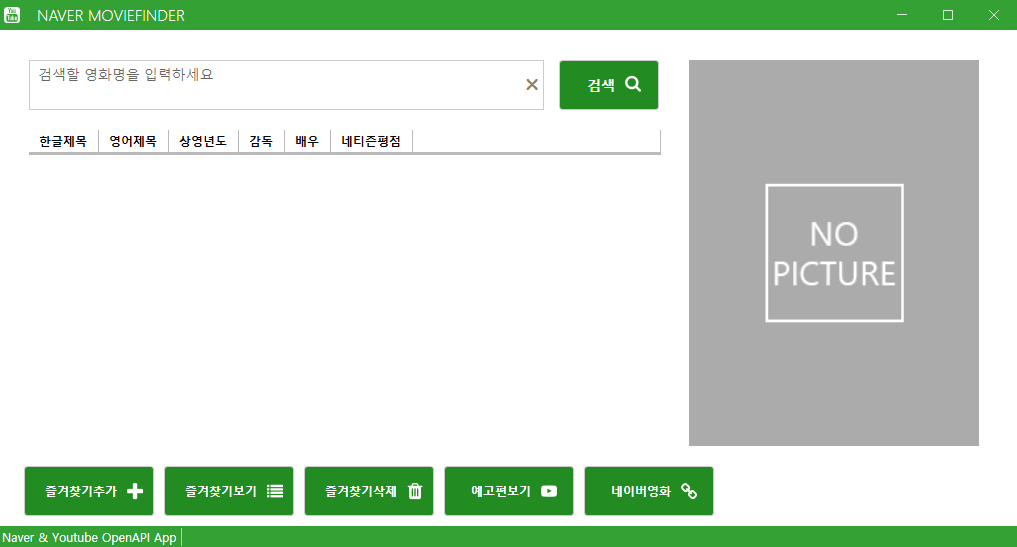 You Tube NAVER MOVIEFINDER
검색할 영화명을 입력하세요
검색
한글제목 영어제목 상영년도 감독 배우 네티즌평점
NO
PICTURE
즐겨찾기추가 즐겨찾기보기 즐겨찾기삭제 예고편보기 네이버영화
Naver & Youtube OpenAPI App